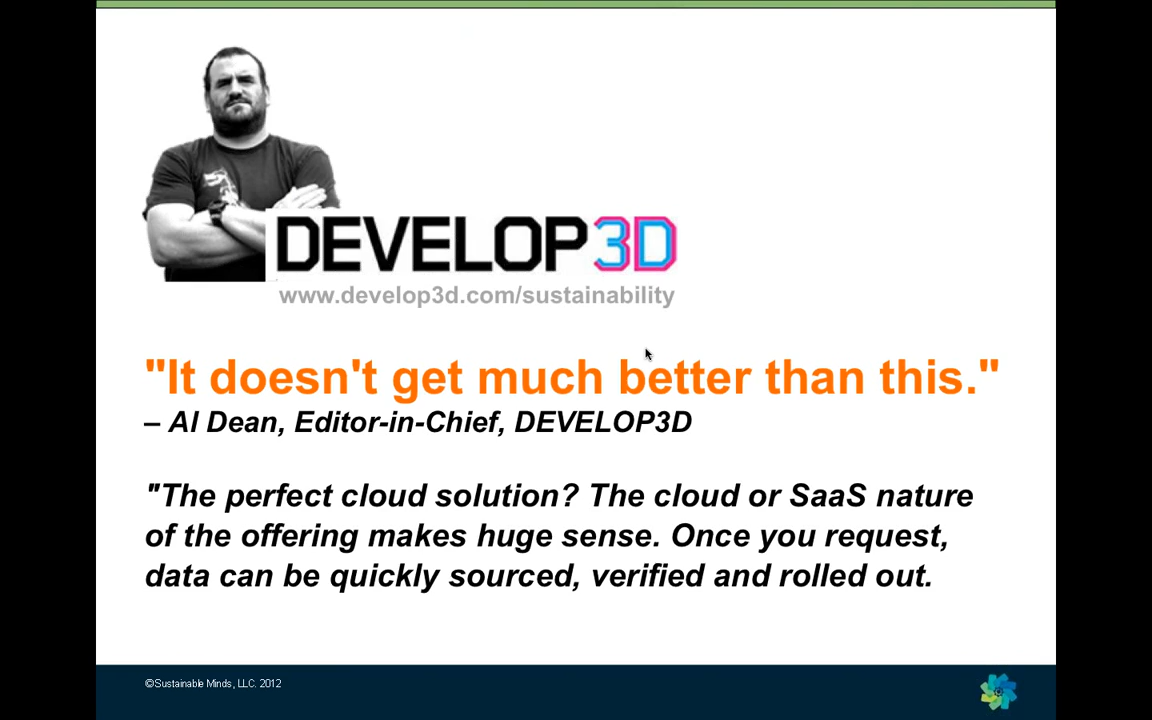 DEVELOP3D
www.develop3d.com/sustainability
"It doesn't get much better than this."
– Al Dean, Editor-in-Chief, DEVELOP3D
"The perfect cloud solution? The cloud or SaaS nature
of the offering makes huge sense. Once you request,
data can be quickly sourced, verified and rolled out.
©Sustainable Minds, LLC. 2012